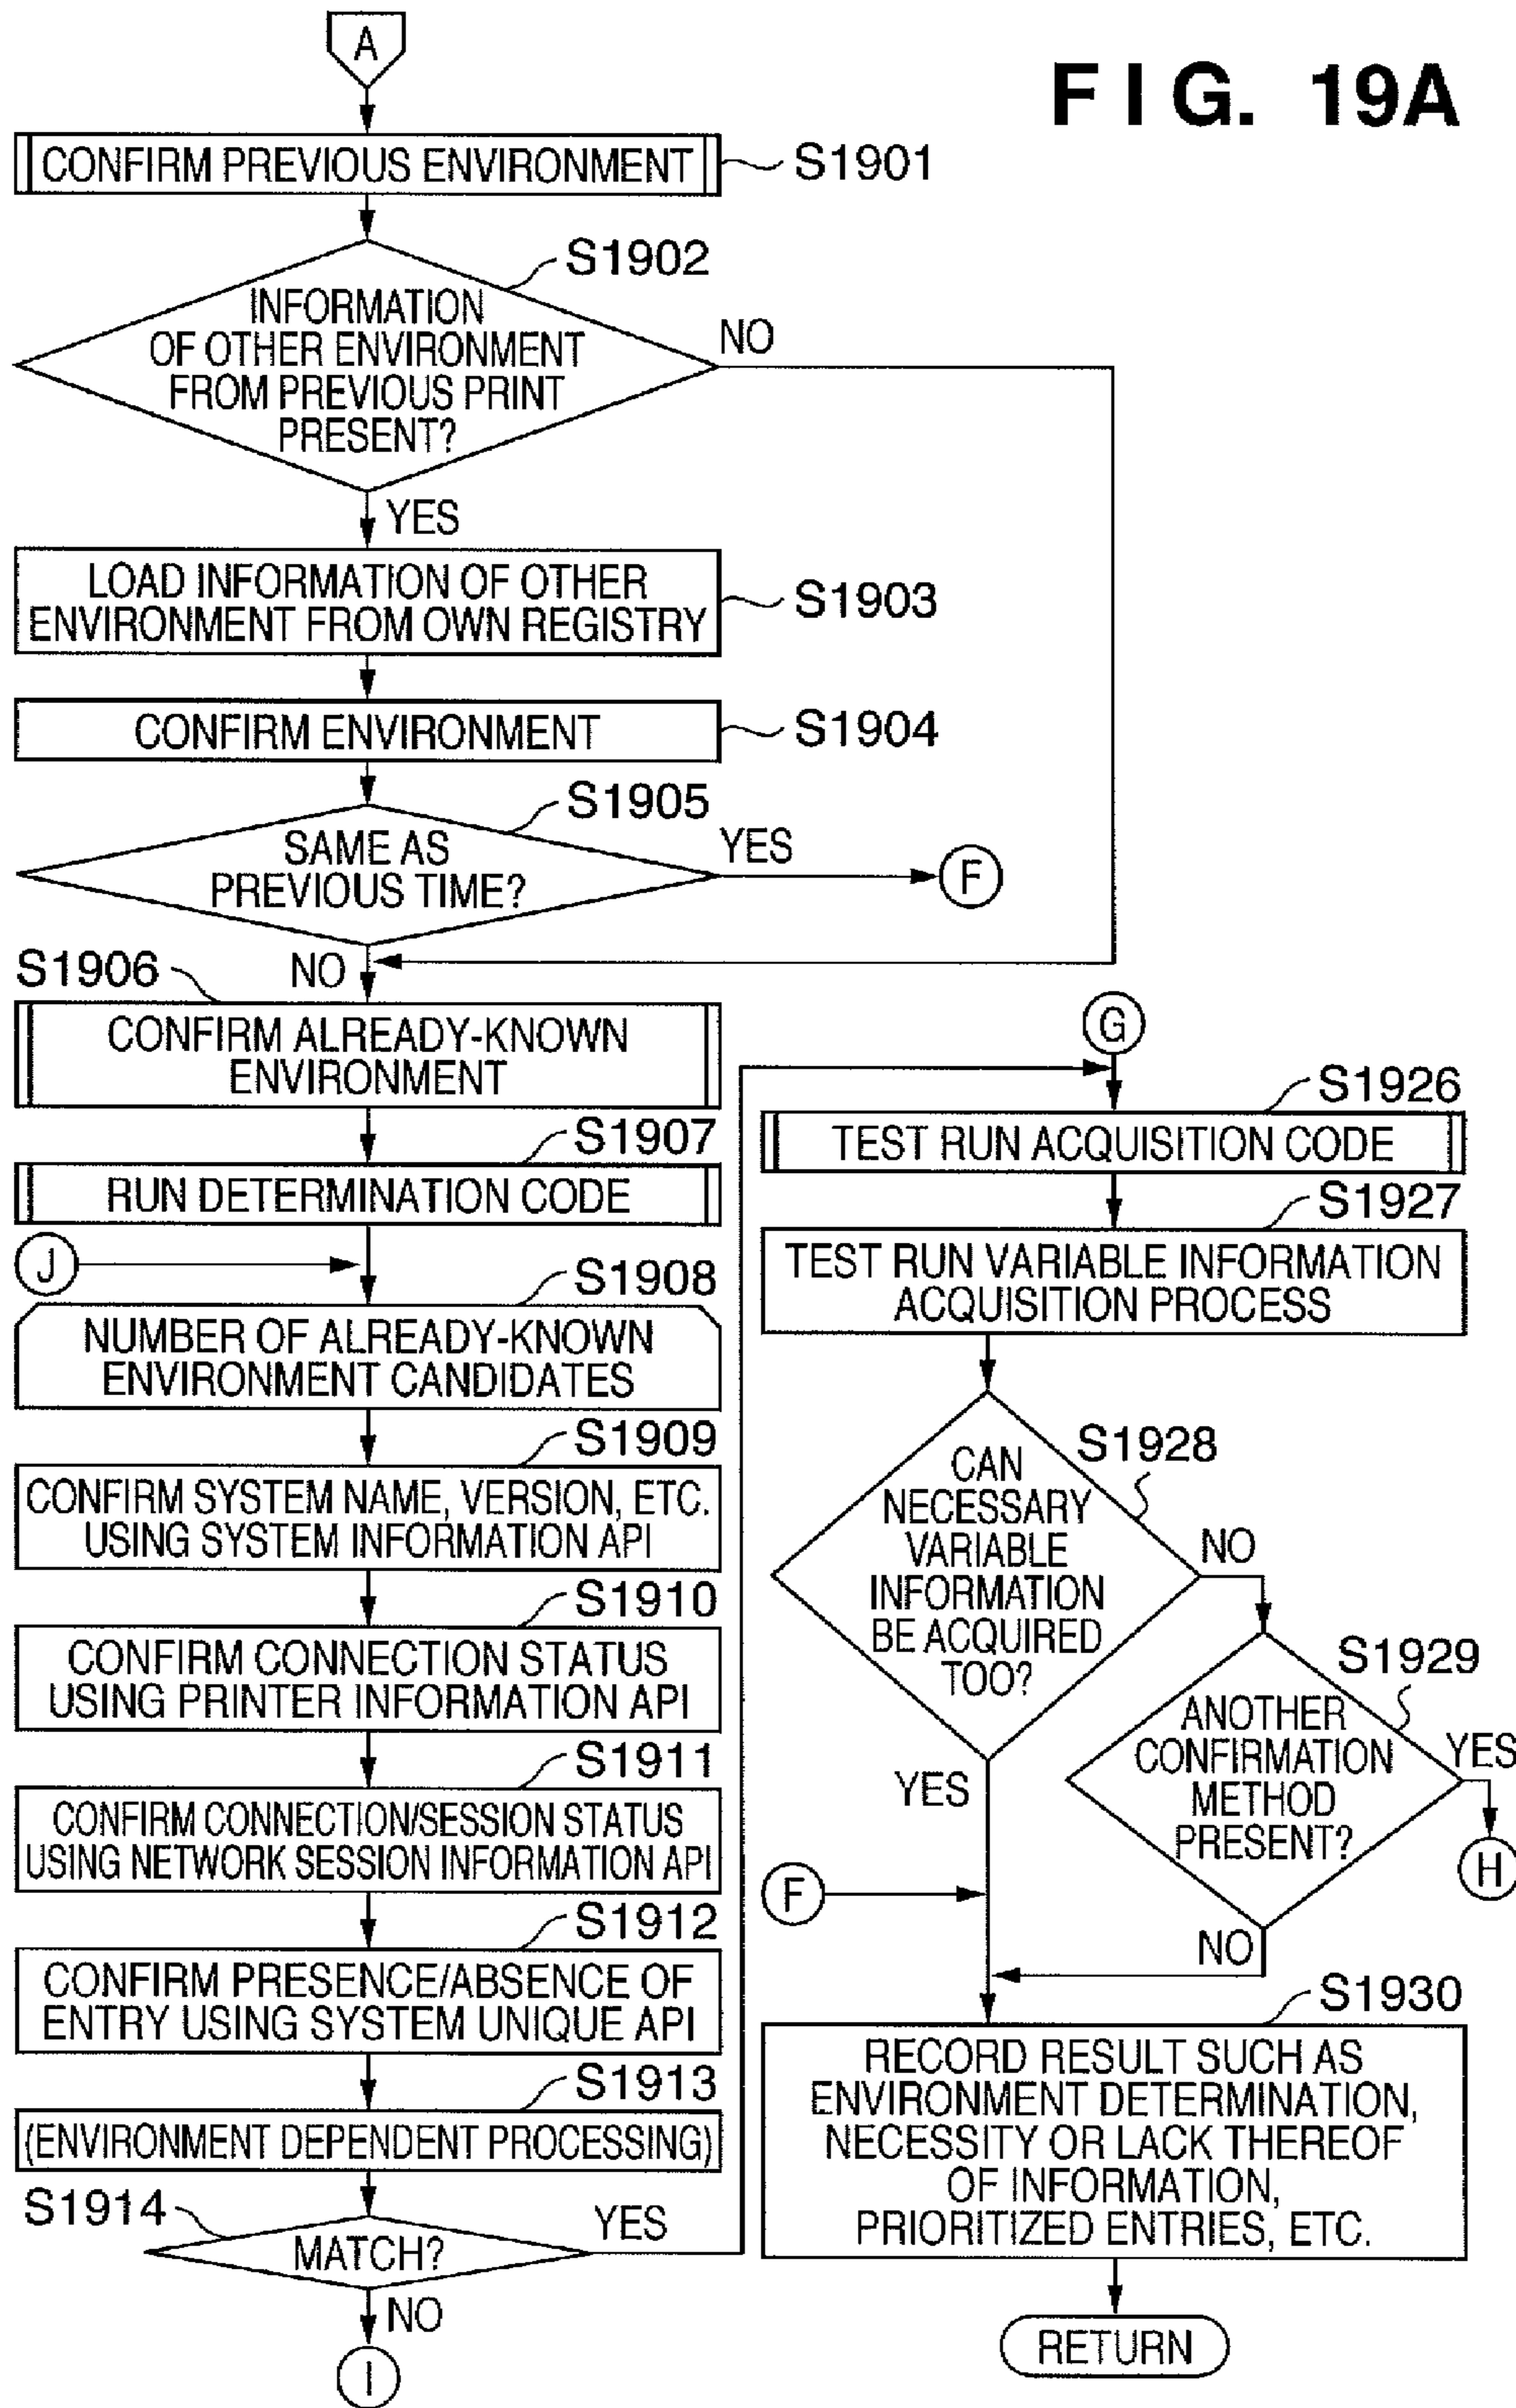 A
FIG. 19A
CONFIRM PREVIOUS ENVIRONMENT
S1901
S1902
INFORMATION
OF OTHER ENVIRONMENT
FROM PREVIOUS PRINT
PRESENT?
NO
YES
LOAD INFORMATION OF OTHER
ENVIRONMENT FROM OWN REGISTRY
S1903
CONFIRM ENVIRONMENT
S1904
S1905
SAME AS
PREVIOUS TIME?
YES
F
NO
S1906
CONFIRM ALREADY-KNOWN
ENVIRONMENT
S1907
RUN DETERMINATION CODE
J
S1908
NUMBER OF ALREADY-KNOWN
ENVIRONMENT CANDIDATES
S1909
CONFIRM SYSTEM NAME, VERSION, ETC.
USING SYSTEM INFORMATION API
S1910
CONFIRM CONNECTION STATUS
USING PRINTER INFORMATION API
S1911
CONFIRM CONNECTION/SESSION STATUS
USING NETWORK SESSION INFORMATION API
S1912
CONFIRM PRESENCE/ABSENCE OF
ENTRY USING SYSTEM UNIQUE API
S1913
(ENVIRONMENT DEPENDENT PROCESSING)
S1914
MATCH?
YES
NO
I
G
S1926
TEST RUN ACQUISITION CODE
S1927
TEST RUN VARIABLE INFORMATION
ACQUISITION PROCESS
S1928
CAN
NECESSARY
VARIABLE
INFORMATION
BE ACQUIRED
TOO?
NO
YES
S1929
ANOTHER
CONFIRMATION
METHOD
PRESENT?
YES
H
F
NO
S1930
RECORD RESULT SUCH AS
ENVIRONMENT DETERMINATION,
NECESSITY OR LACK THEREOF
OF INFORMATION,
PRIORITIZED ENTRIES, ETC.
RETURN